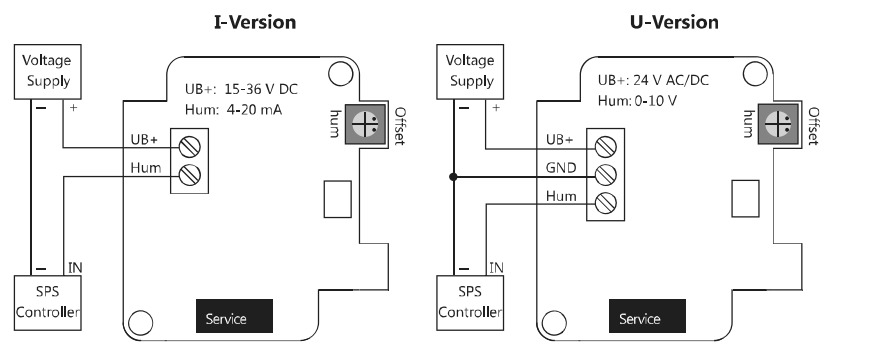 I-Version
Voltage
Supply
−
+
UB+: 15-36 V DC
Hum: 4-20 mA
Offset
hum
UB+
Hum
−
IN
SPS
Controller
Service
U-Version
Voltage
Supply
−
+
UB+: 24 V AC/DC
Hum: 0-10 V
Offset
hum
UB+
GND
Hum
−
IN
SPS
Controller
Service